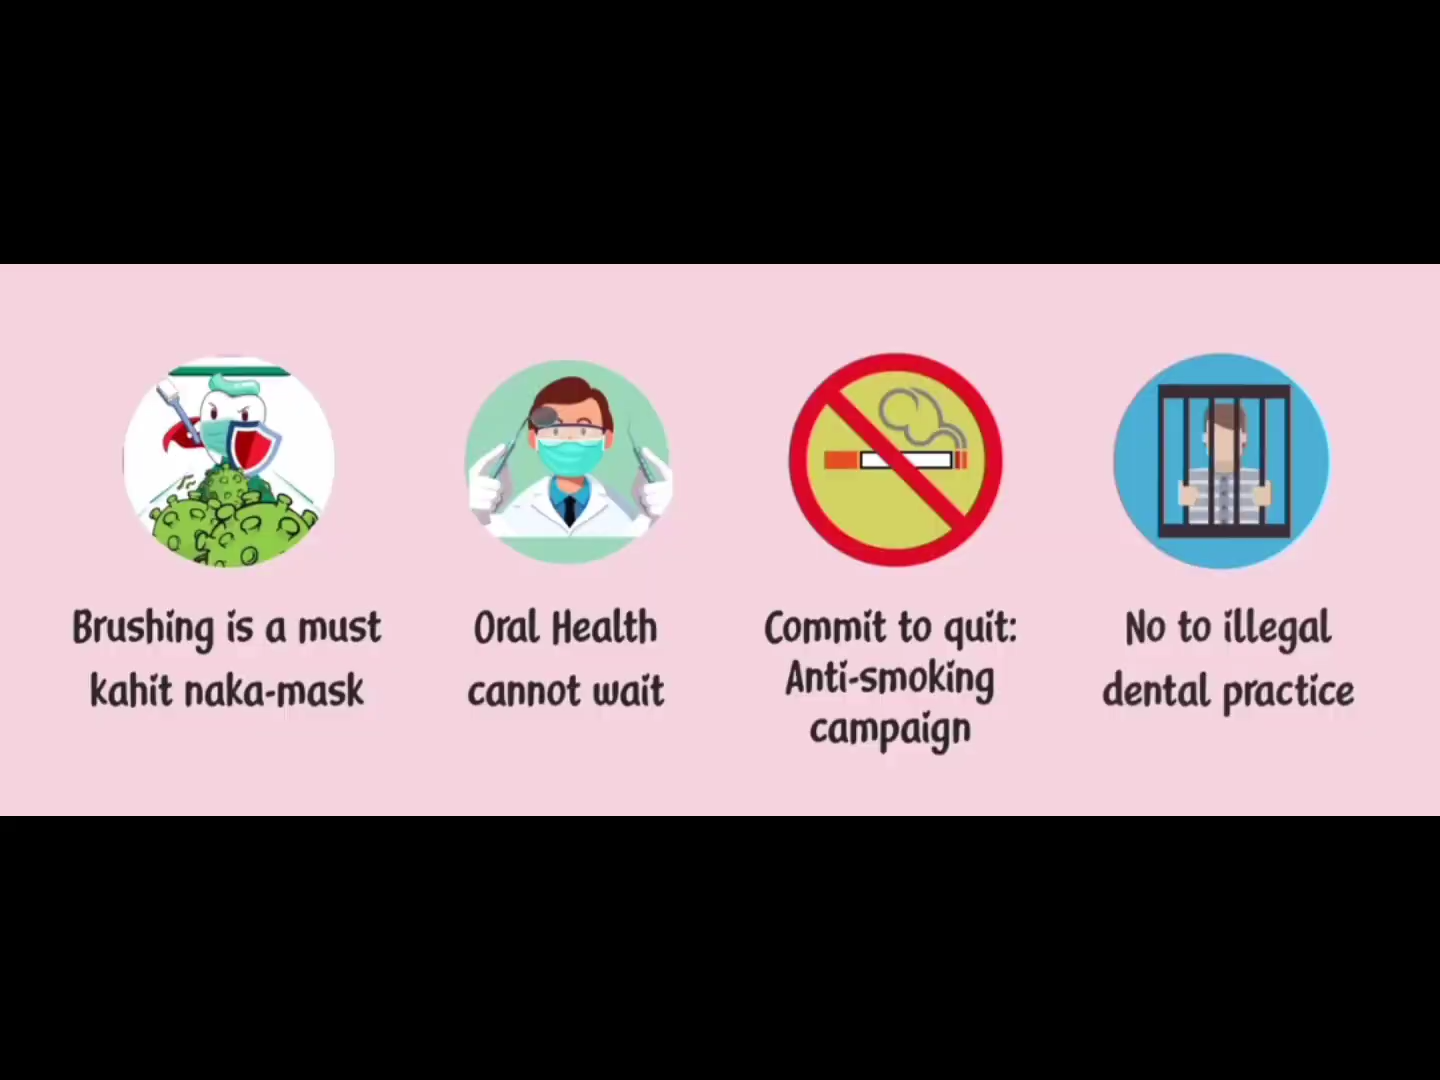 Brushing is a must
kahit naka-mask
Oral Health
cannot wait
Commit to quit:
Anti-smoking
campaign
No to illegal
dental practice